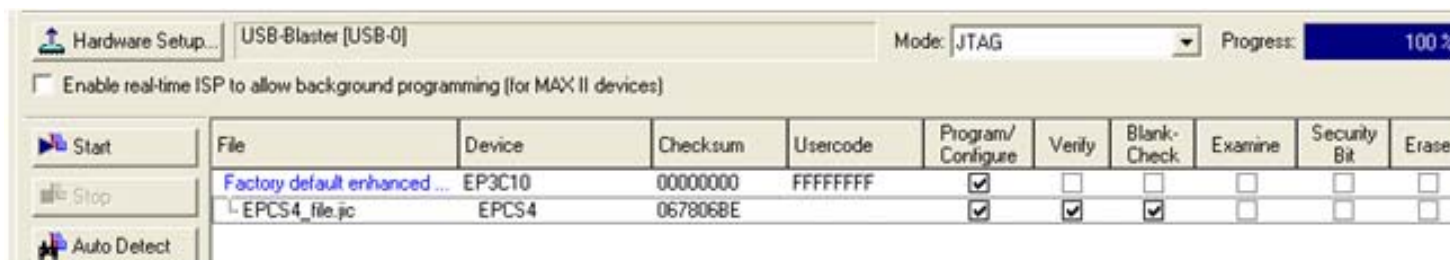 Hardware Setup... USB-Blaster [USB-0] Mode: JTAG Progress: 100 %
Enable real-time ISP to allow background programming (for MAX II devices)
Start File Device Checksum Usercode Program/ Configure Verify Blank- Check Examine Security Bit Erase
Factory default enhanced ... EP3C10 00000000 FFFFFFFF
Stop
EPCS4_file.jic EPCS4 067806BE
Auto Detect